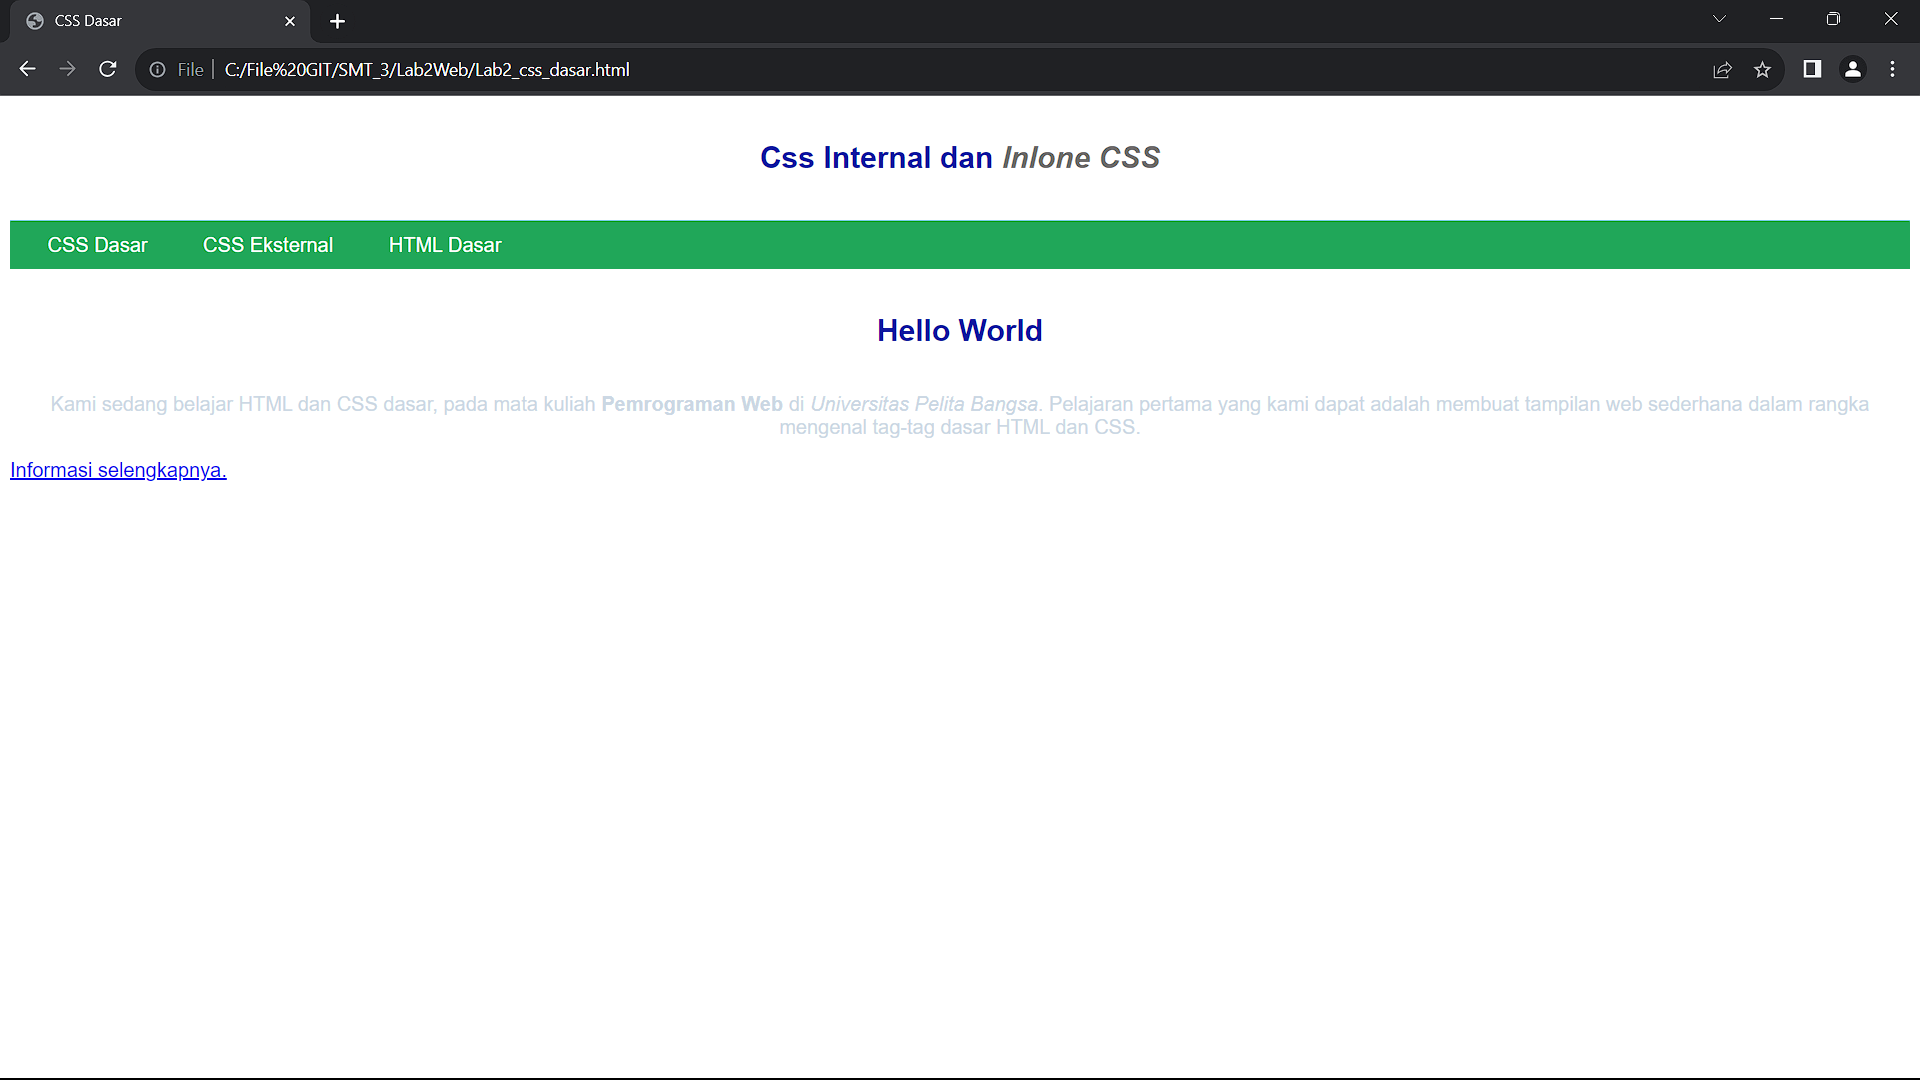 CSS Dasar
File C:/File%20GIT/SMT_3/Lab2Web/Lab2_css_dasar.html
Css Internal dan Inlone CSS
CSS Dasar CSS Eksternal HTML Dasar
Hello World
Kami sedang belajar HTML dan CSS dasar, pada mata kuliah Pemrograman Web di Universitas Pelita Bangsa. Pelajaran pertama yang kami dapat adalah membuat tampilan web sederhana dalam rangka
mengenal tag-tag dasar HTML dan CSS.
Informasi selengkapnya.